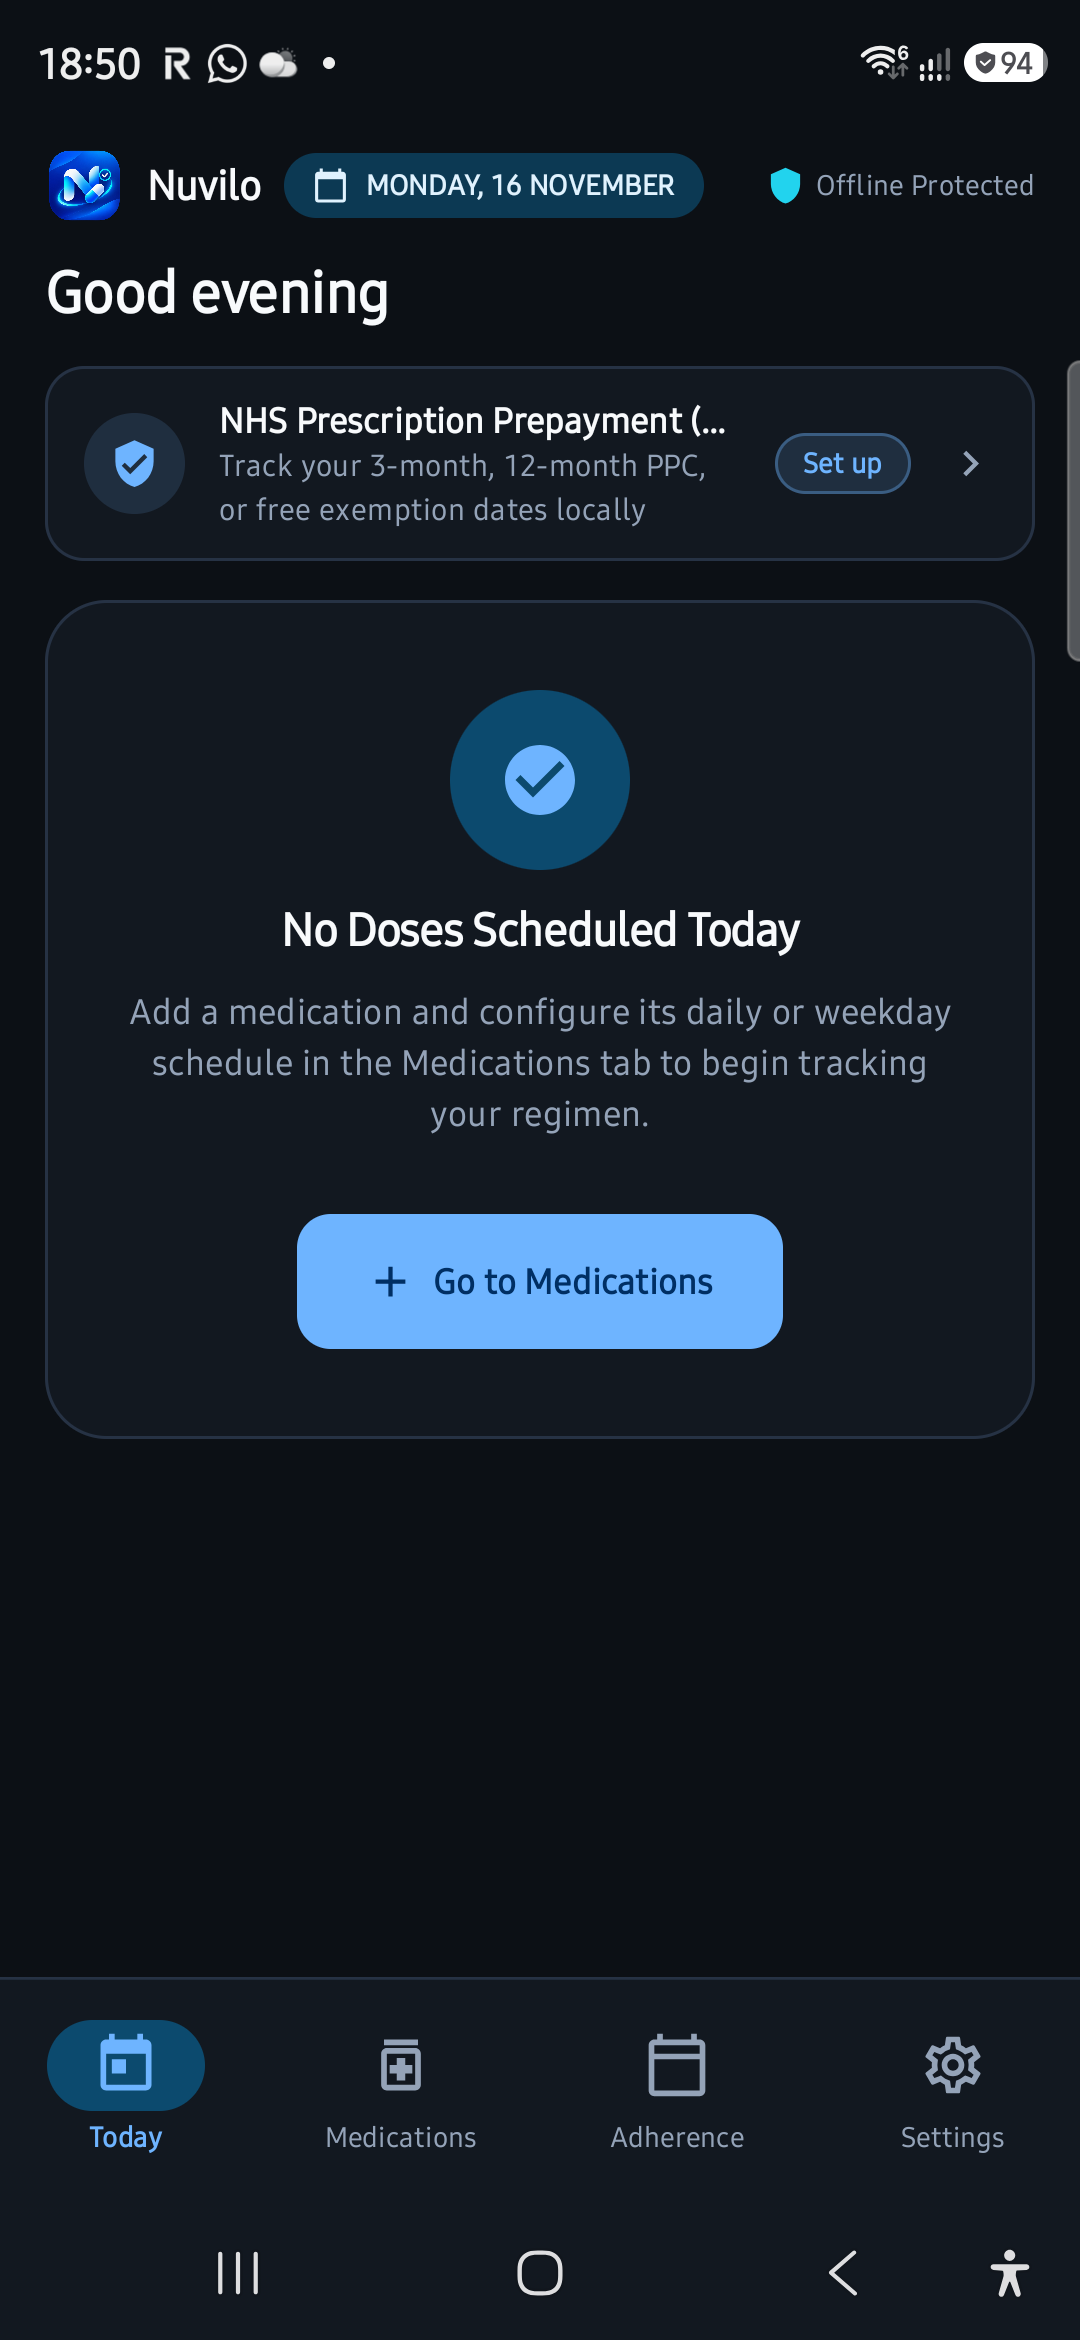 18:50
6
94
Nuvilo
MONDAY, 16 NOVEMBER
Offline Protected
Good evening
NHS Prescription Prepayment (...
Track your 3-month, 12-month PPC,
or free exemption dates locally
Set up
No Doses Scheduled Today
Add a medication and configure its daily or weekday
schedule in the Medications tab to begin tracking
your regimen.
Go to Medications
Today
Medications
Adherence
Settings